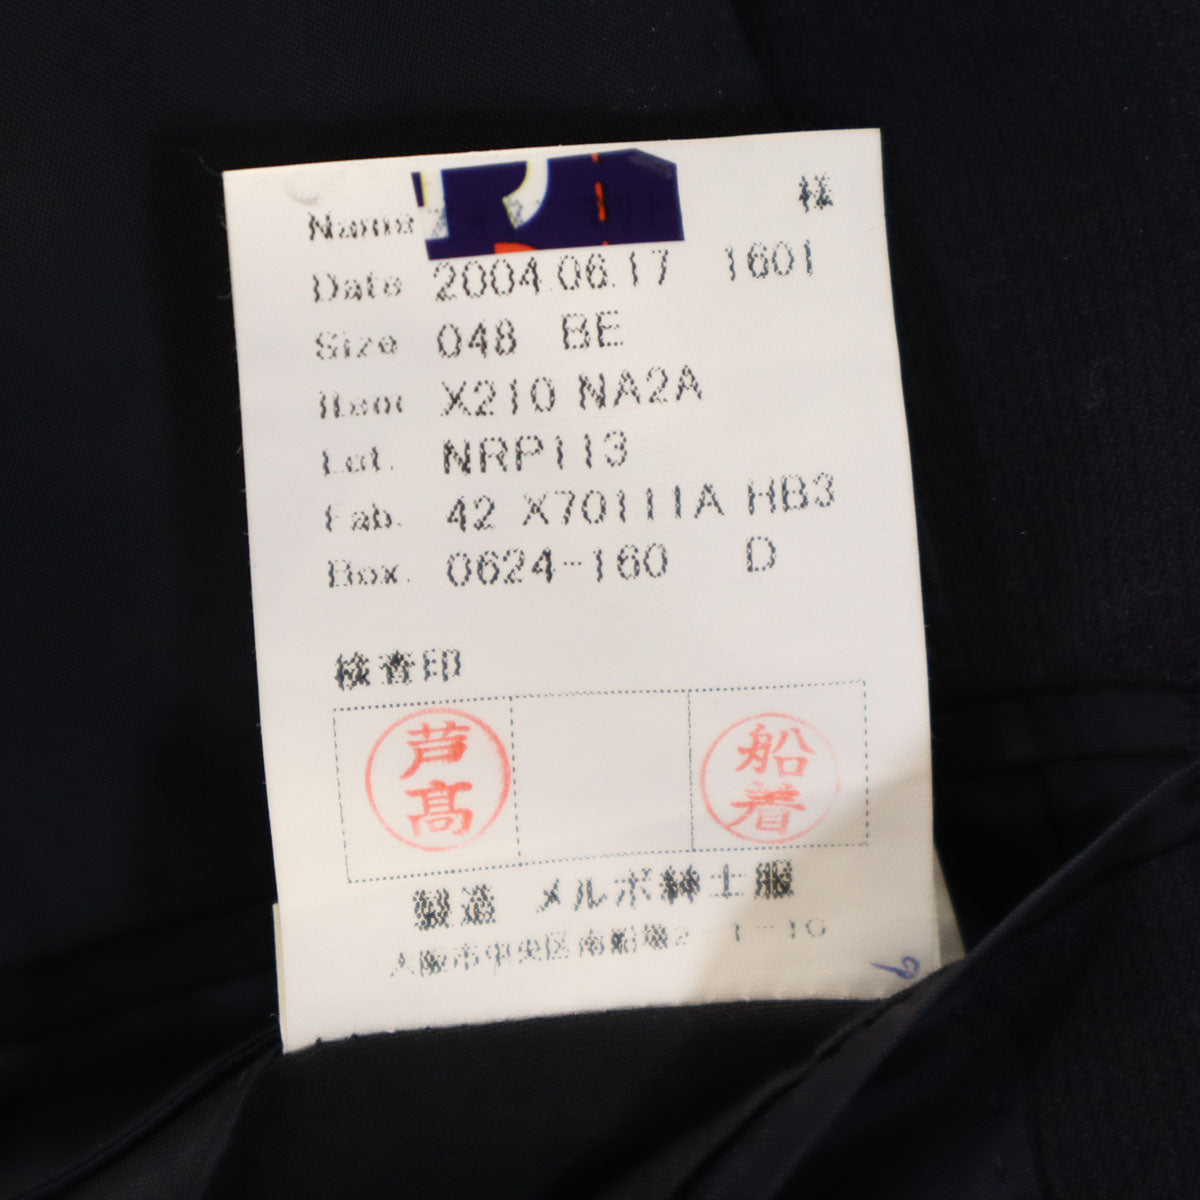 Name 様
Date 2004.06.17 1601
Size 048 BE
Item X210 NA2A
Lot. NRP113
Fab. 42 X70111A HB3
Box. 0624-160 D
検査印
芦高
船着
製造 メルボ紳士服
大阪市中央区南船場2-1-10